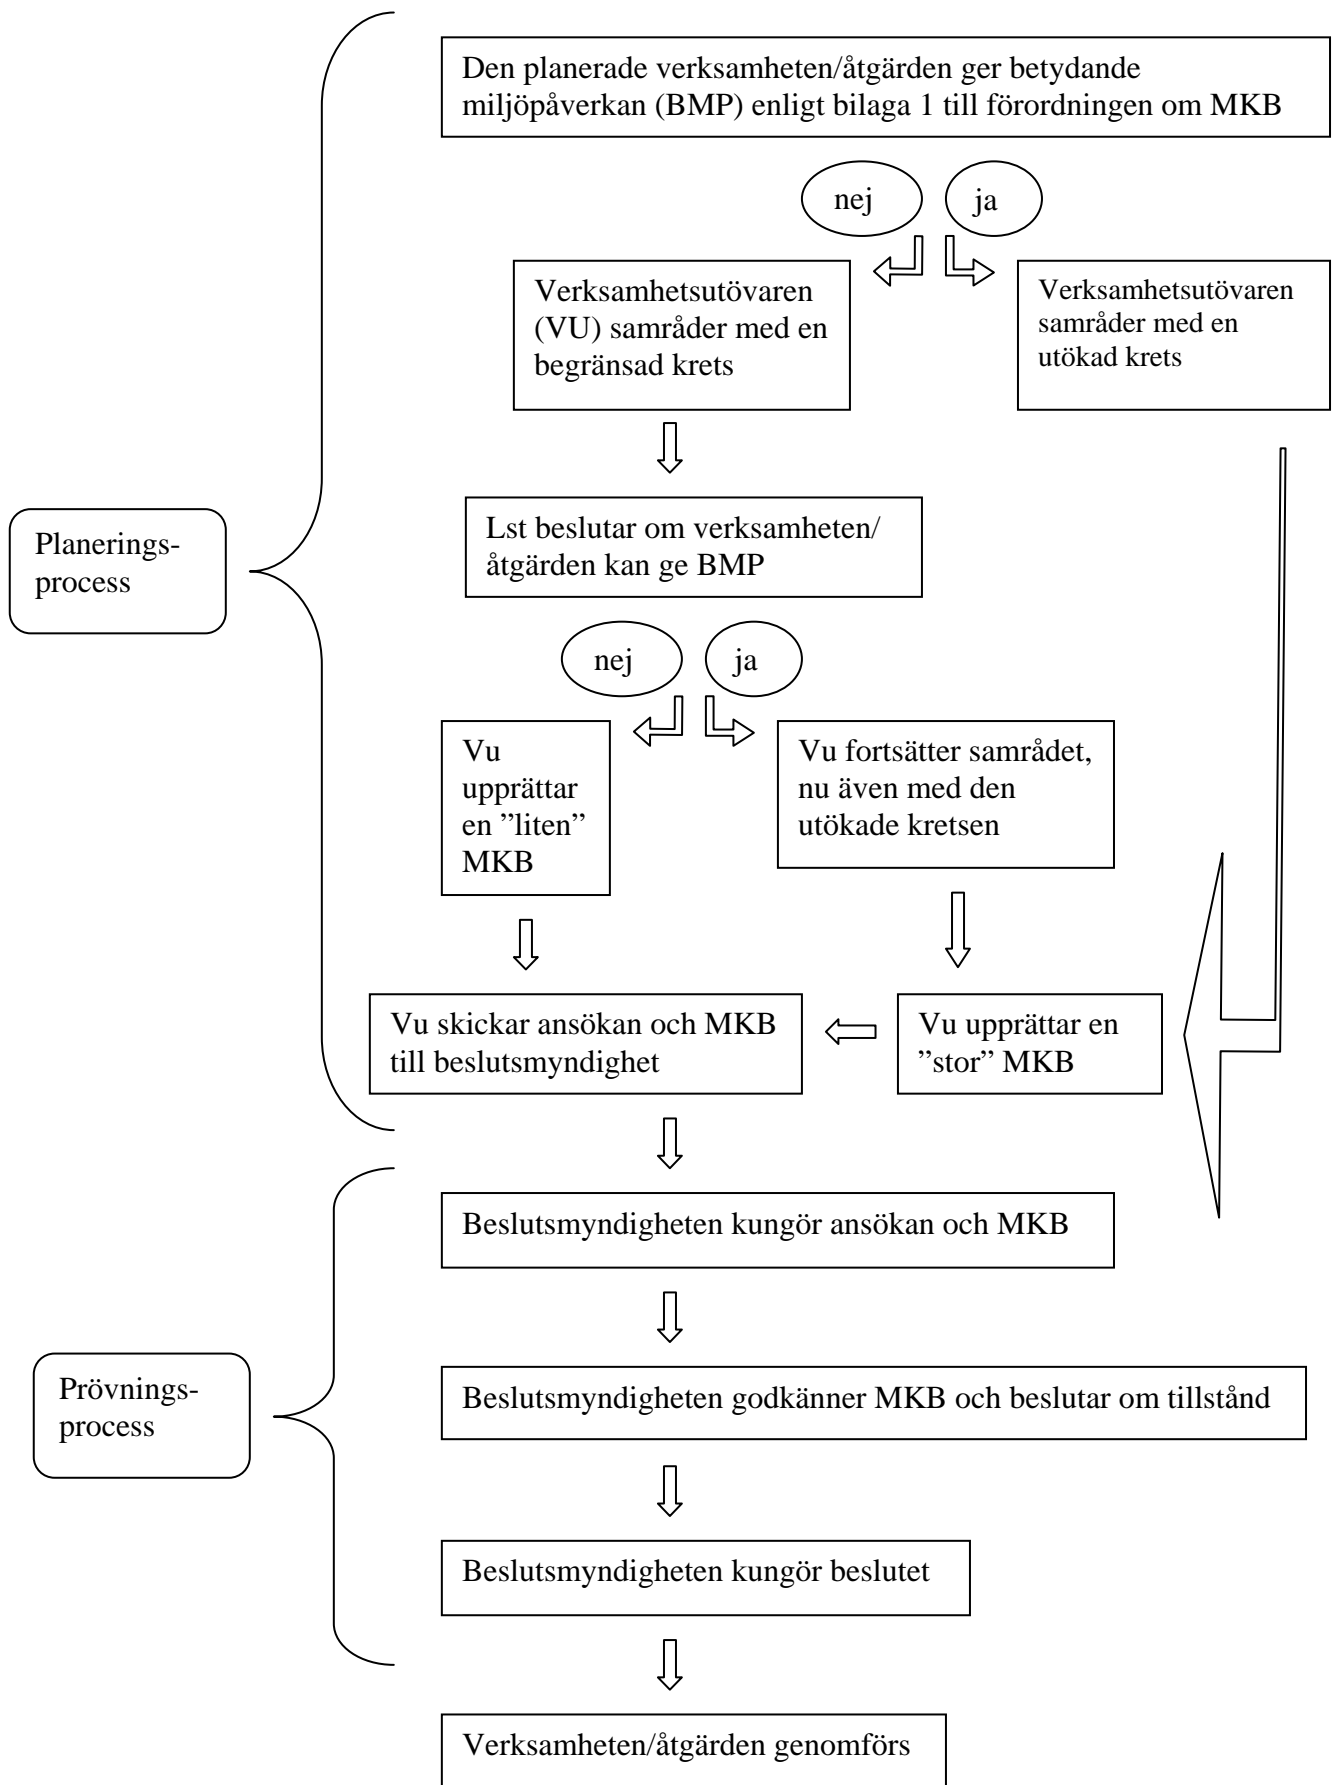 Den planerade verksamheten/åtgärden ger betydande
miljöpåverkan (BMP) enligt bilaga 1 till förordningen om MKB
nej
ja
Verksamhetsutövaren
(VU) samråder med en
begränsad krets
Verksamhetsutövaren
samråder med en
utökad krets
Planerings-
process
Lst beslutar om verksamheten/
åtgärden kan ge BMP
nej
ja
Vu
upprättar
en ”liten”
MKB
Vu fortsätter samrådet,
nu även med den
utökade kretsen
Vu skickar ansökan och MKB
till beslutsmyndighet
Vu upprättar en
”stor” MKB
Beslutsmyndigheten kungör ansökan och MKB
Prövnings-
process
Beslutsmyndigheten godkänner MKB och beslutar om tillstånd
Beslutsmyndigheten kungör beslutet
Verksamheten/åtgärden genomförs